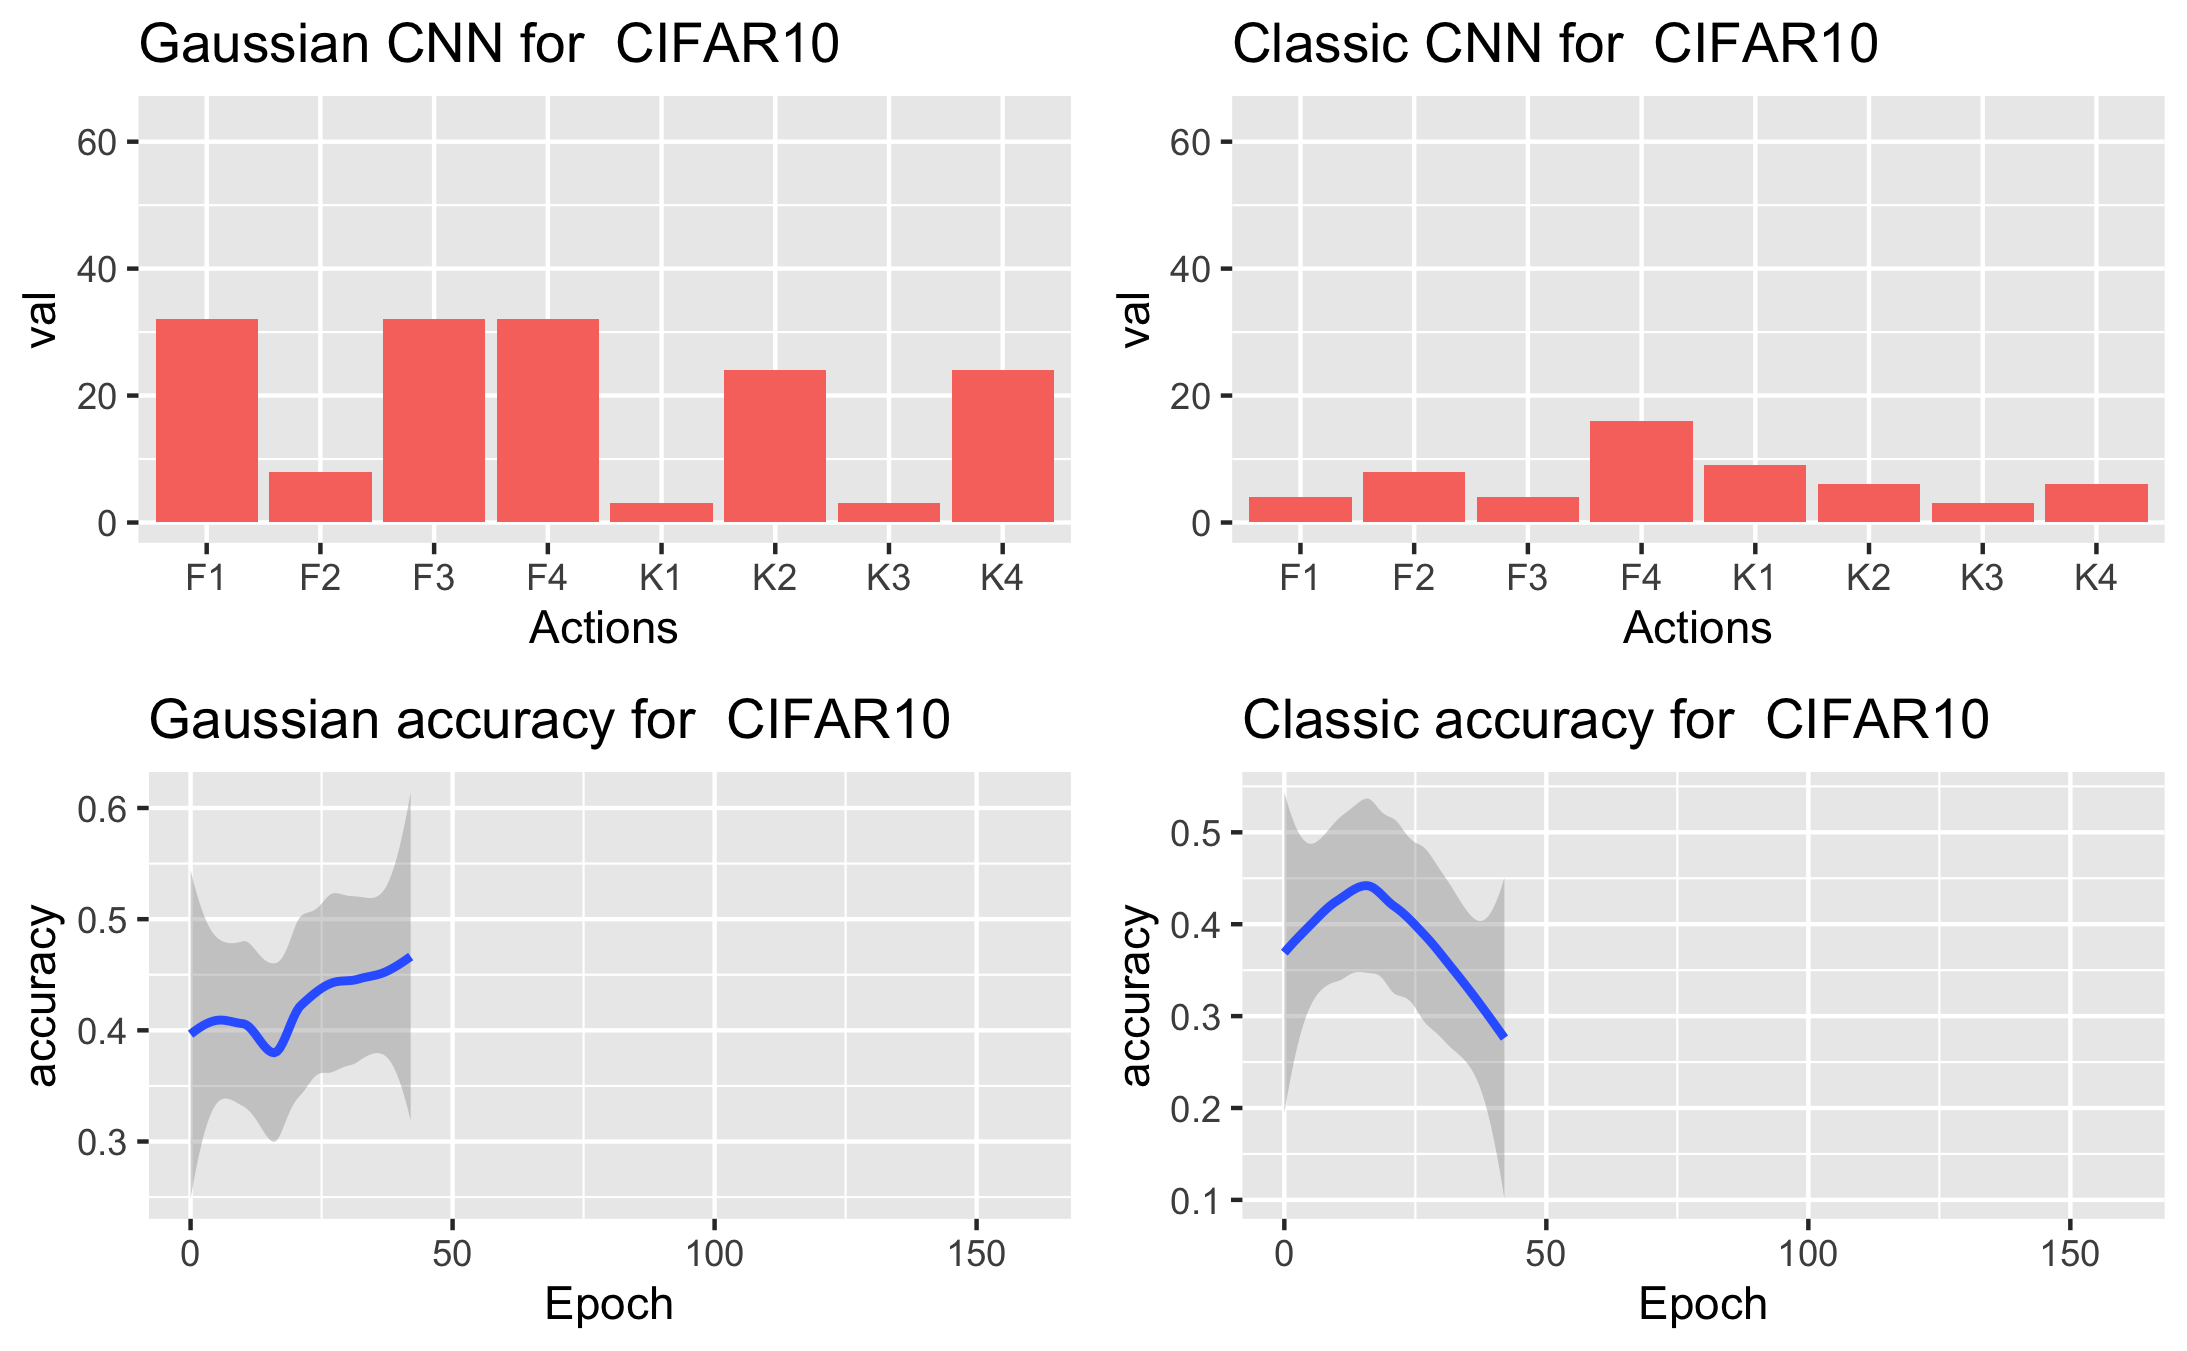 Gaussian CNN for  CIFAR10
60
40
20
0
val
F1 F2 F3 F4 K1 K2 K3 K4
Actions
Classic CNN for  CIFAR10
60
40
20
0
val
F1 F2 F3 F4 K1 K2 K3 K4
Actions
Gaussian accuracy for  CIFAR10
0.6
0.5
0.4
0.3
accuracy
0 50 100 150
Epoch
Classic accuracy for  CIFAR10
0.5
0.4
0.3
0.2
0.1
accuracy
0 50 100 150
Epoch